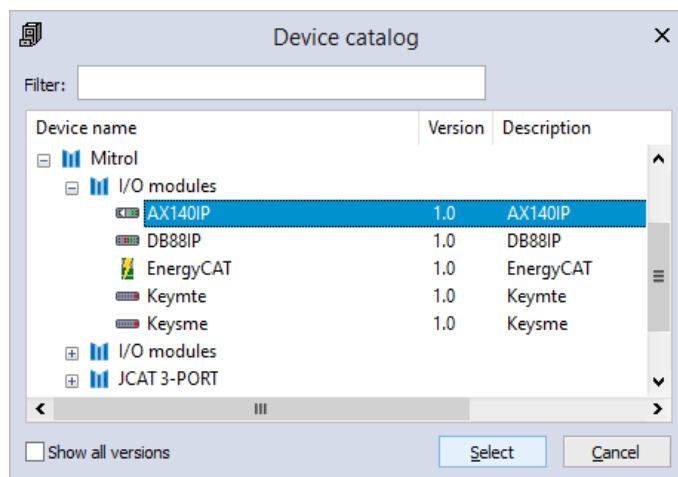 Device catalog
Filter:
Device name Version Description
Mitrol
I/O modules
AX140IP 1.0 AX140IP
DB88IP 1.0 DB88IP
EnergyCAT 1.0 EnergyCAT
Keymte 1.0 Keymte
Keysme 1.0 Keysme
I/O modules
JCAT 3-PORT
Show all versions Select Cancel